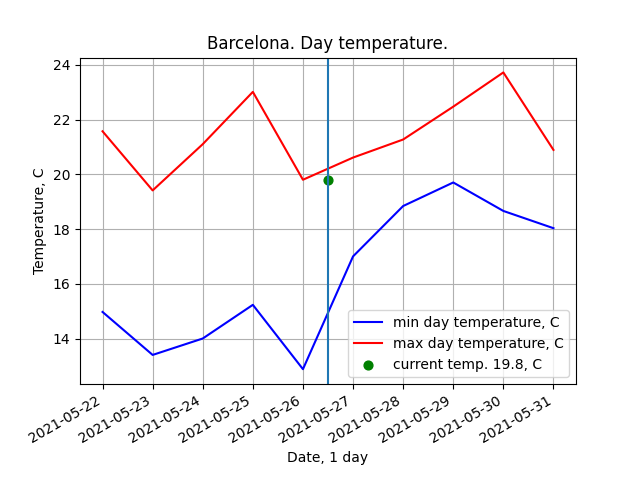 Barcelona. Day temperature.
Temperature, C
24
22
20
18
16
14
min day temperature, C
max day temperature, C
current temp. 19.8, C
2021-05-22
2021-05-23
2021-05-24
2021-05-25
2021-05-26
2021-05-27
2021-05-28
2021-05-29
2021-05-30
2021-05-31
Date, 1 day